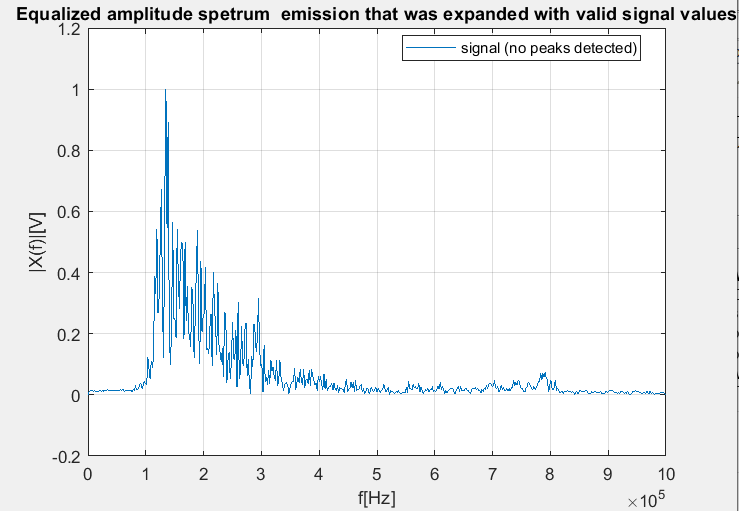 Equalized amplitude spetrum  emission that was expanded with valid signal values
signal (no peaks detected)
|X(f)|[V]
1.2
1
0.8
0.6
0.4
0.2
0
-0.2
0 1 2 3 4 5 6 7 8 9 10
f[Hz]
×10⁵